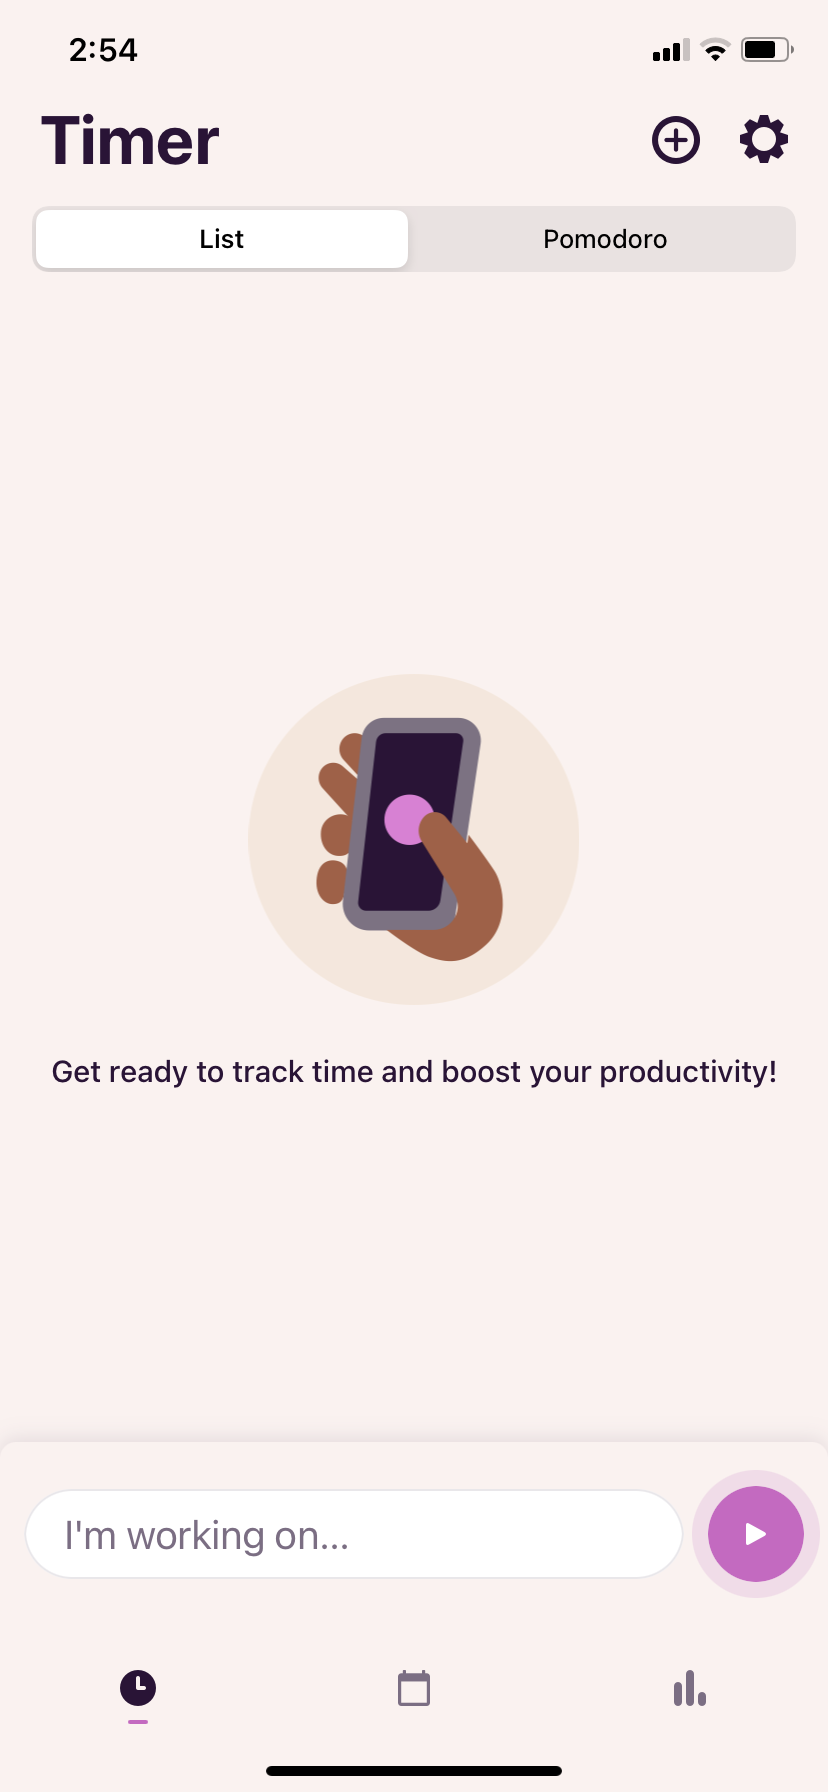 2:54
Timer
List
Pomodoro
Get ready to track time and boost your productivity!
I'm working on...